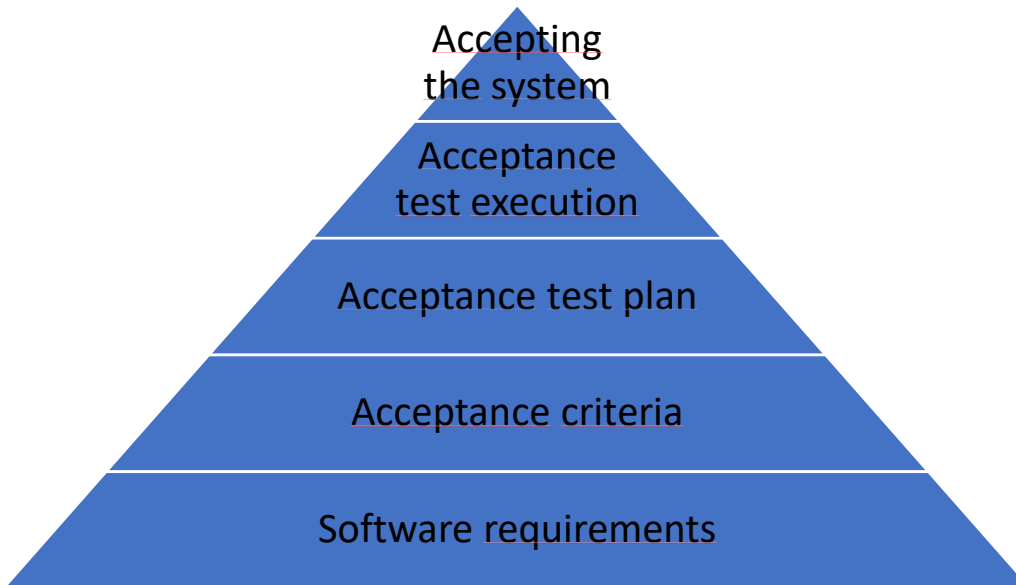 Accepting
the system
Acceptance
test execution
Acceptance test plan
Acceptance criteria
Software requirements